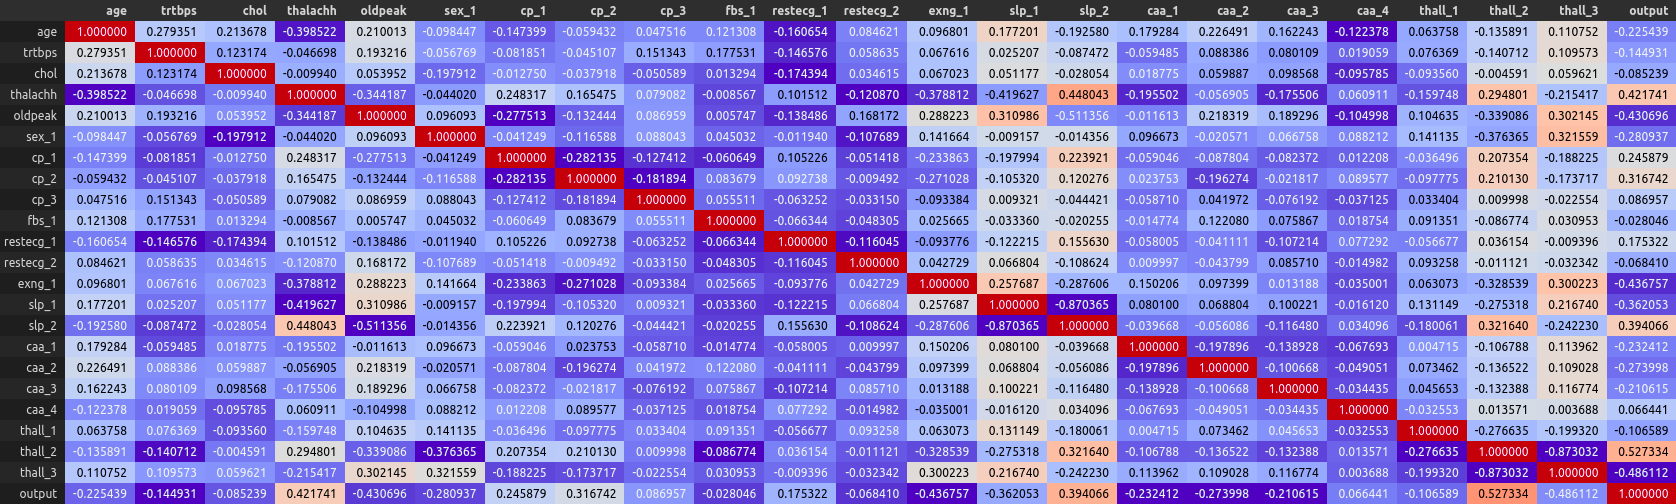 age trtbps chol thalachh oldpeak sex_1 cp_1 cp_2 cp_3 fbs_1 restecg_1 restecg_2 exng_1 slp_1 slp_2 caa_1 caa_2 caa_3 caa_4 thall_1 thall_2 thall_3 output
age 1.000000 0.279351 0.213678 -0.398522 0.210013 -0.098447 -0.147399 -0.059432 0.047516 0.121308 -0.160654 0.084621 0.096801 0.177201 -0.192580 0.179284 0.226491 0.162243 -0.122378 0.063758 -0.135891 0.110752 -0.225439
trtbps 0.279351 1.000000 0.123174 -0.046698 0.193216 -0.056769 -0.081851 -0.045107 0.151343 0.177531 -0.146576 0.058635 0.067616 0.025207 -0.087472 -0.059485 0.088386 0.080109 0.019059 0.076369 -0.140712 0.109573 -0.144931
chol 0.213678 0.123174 1.000000 -0.009940 0.053952 -0.197912 -0.012750 -0.037918 -0.050589 0.013294 -0.174394 0.034615 0.067023 0.051177 -0.028054 0.018775 0.059887 0.098568 -0.095785 -0.093560 -0.004591 0.059621 -0.085239
thalachh -0.398522 -0.046698 -0.009940 1.000000 -0.344187 -0.044020 0.248317 0.165475 0.079082 -0.008567 0.101512 -0.120870 -0.378812 -0.419627 0.448043 -0.195502 -0.056905 -0.175506 0.060911 -0.159748 0.294801 -0.215417 0.421741
oldpeak 0.210013 0.193216 0.053952 -0.344187 1.000000 0.096093 -0.277513 -0.132444 0.086959 0.005747 -0.138486 0.168172 0.288223 0.310986 -0.511356 -0.011613 0.218319 0.189296 -0.104998 0.104635 -0.339086 0.302145 -0.430696
sex_1 -0.098447 -0.056769 -0.197912 -0.044020 0.096093 1.000000 -0.041249 -0.116588 0.088043 0.045032 -0.011940 -0.107689 0.141664 -0.009157 -0.014356 0.096673 -0.020571 0.066758 0.088212 0.141135 -0.376365 0.321559 -0.280937
cp_1 -0.147399 -0.081851 -0.012750 0.248317 -0.277513 -0.041249 1.000000 -0.282135 -0.127412 -0.060649 0.105226 -0.051418 -0.233863 -0.197994 0.223921 -0.059046 -0.087804 -0.082372 0.012208 -0.036496 0.207354 -0.188225 0.245879
cp_2 -0.059432 -0.045107 -0.037918 0.165475 -0.132444 -0.116588 -0.282135 1.000000 -0.181894 0.083679 0.092738 -0.009492 -0.271028 -0.105320 0.120276 0.023753 -0.196274 -0.021817 0.089577 -0.097775 0.210130 -0.173717 0.316742
cp_3 0.047516 0.151343 -0.050589 0.079082 0.086959 0.088043 -0.127412 -0.181894 1.000000 0.055511 -0.063252 -0.033150 -0.093384 0.009321 -0.044421 -0.058710 0.041972 -0.076192 -0.037125 0.033404 0.009998 -0.022554 0.086957
fbs_1 0.121308 0.177531 0.013294 -0.008567 0.005747 0.045032 -0.060649 0.083679 0.055511 1.000000 -0.066344 -0.048305 0.025665 -0.033360 -0.020255 -0.014774 0.122080 0.075867 0.018754 0.091351 -0.086774 0.030953 -0.028046
restecg_1 -0.160654 -0.146576 -0.174394 0.101512 -0.138486 -0.011940 0.105226 0.092738 -0.063252 -0.066344 1.000000 -0.116045 -0.093776 -0.122215 0.155630 -0.058005 -0.041111 -0.107214 0.077292 -0.056677 0.036154 -0.009396 0.175322
restecg_2 0.084621 0.058635 0.034615 -0.120870 0.168172 -0.107689 -0.051418 -0.009492 -0.033150 -0.048305 -0.116045 1.000000 0.042729 0.066804 -0.108624 0.009997 -0.043799 0.085710 -0.014982 0.093258 -0.011121 -0.032342 -0.068410
exng_1 0.096801 0.067616 0.067023 -0.378812 0.288223 0.141664 -0.233863 -0.271028 -0.093384 0.025665 -0.093776 0.042729 1.000000 0.257687 -0.287606 0.150206 0.097399 0.013188 -0.035001 0.063073 -0.328539 0.300223 -0.436757
slp_1 0.177201 0.025207 0.051177 -0.419627 0.310986 -0.009157 -0.197994 -0.105320 0.009321 -0.033360 -0.122215 0.066804 0.257687 1.000000 -0.870365 0.080100 0.068804 0.100221 -0.016120 0.131149 -0.275318 0.216740 -0.362053
slp_2 -0.192580 -0.087472 -0.028054 0.448043 -0.511356 -0.014356 0.223921 0.120276 -0.044421 -0.020255 0.155630 -0.108624 -0.287606 -0.870365 1.000000 -0.039668 -0.056086 -0.116480 0.034096 -0.180061 0.321640 -0.242230 0.394066
caa_1 0.179284 -0.059485 0.018775 -0.195502 -0.011613 0.096673 -0.059046 0.023753 -0.058710 -0.014774 -0.058005 0.009997 0.150206 0.080100 -0.039668 1.000000 -0.197896 -0.138928 -0.067693 0.004715 -0.106788 0.113962 -0.232412
caa_2 0.226491 0.088386 0.059887 -0.056905 0.218319 -0.020571 -0.087804 -0.196274 0.041972 0.122080 -0.041111 -0.043799 0.097399 0.068804 -0.056086 -0.197896 1.000000 -0.100668 -0.049051 0.073462 -0.136522 0.109028 -0.273998
caa_3 0.162243 0.080109 0.098568 -0.175506 0.189296 0.066758 -0.082372 -0.021817 -0.076192 0.075867 -0.107214 0.085710 0.013188 0.100221 -0.116480 -0.138928 -0.100668 1.000000 -0.034435 0.045653 -0.132388 0.116774 -0.210615
caa_4 -0.122378 0.019059 -0.095785 0.060911 -0.104998 0.088212 0.012208 0.089577 -0.037125 0.018754 0.077292 -0.014982 -0.035001 -0.016120 0.034096 -0.067693 -0.049051 -0.034435 1.000000 -0.032553 0.013571 0.003688 0.066441
thall_1 0.063758 0.076369 -0.093560 -0.159748 0.104635 0.141135 -0.036496 -0.097775 0.033404 0.091351 -0.056677 0.093258 0.063073 0.131149 -0.180061 0.004715 0.073462 0.045653 -0.032553 1.000000 -0.276635 -0.199320 -0.106589
thall_2 -0.135891 -0.140712 -0.004591 0.294801 -0.339086 -0.376365 0.207354 0.210130 0.009998 -0.086774 0.036154 -0.011121 -0.328539 -0.275318 0.321640 -0.106788 -0.136522 -0.132388 0.013571 -0.276635 1.000000 -0.873032 0.527334
thall_3 0.110752 0.109573 0.059621 -0.215417 0.302145 0.321559 -0.188225 -0.173717 -0.022554 0.030953 -0.009396 -0.032342 0.300223 0.216740 -0.242230 0.113962 0.109028 0.116774 0.003688 -0.199320 -0.873032 1.000000 -0.486112
output -0.225439 -0.144931 -0.085239 0.421741 -0.430696 -0.280937 0.245879 0.316742 0.086957 -0.028046 0.175322 -0.068410 -0.436757 -0.362053 0.394066 -0.232412 -0.273998 -0.210615 0.066441 -0.106589 0.527334 -0.486112 1.000000